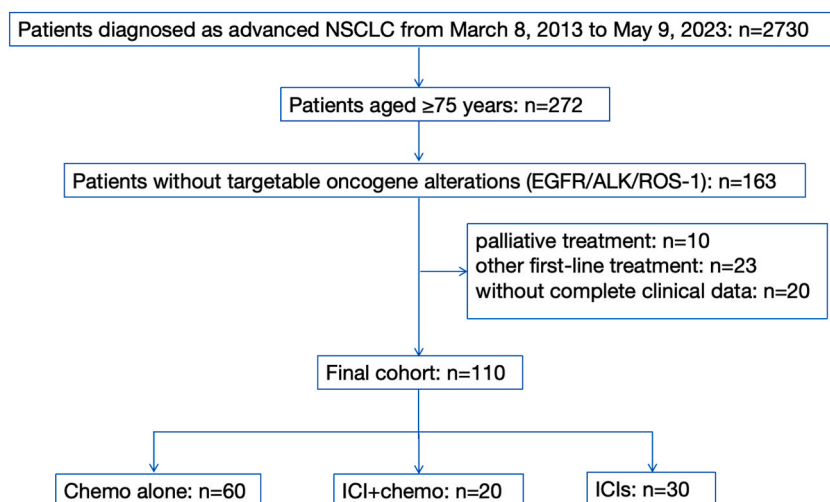 Patients diagnosed as advanced NSCLC from March 8, 2013 to May 9, 2023: n=2730
Patients aged ≥75 years: n=272
Patients without targetable oncogene alterations (EGFR/ALK/ROS-1): n=163
palliative treatment: n=10
other first-line treatment: n=23
without complete clinical data: n=20
Final cohort: n=110
Chemo alone: n=60
ICI+chemo: n=20
ICIs: n=30